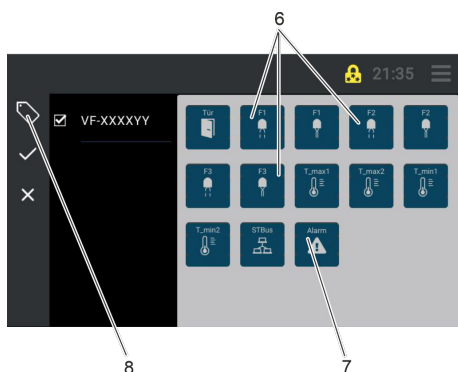 6
21:35
VF-XXXXYY
Tür F1 F1 F2 F2
F3 F3 T_max1 T_max2 T_min1
T_min2 STBus Alarm
8 7